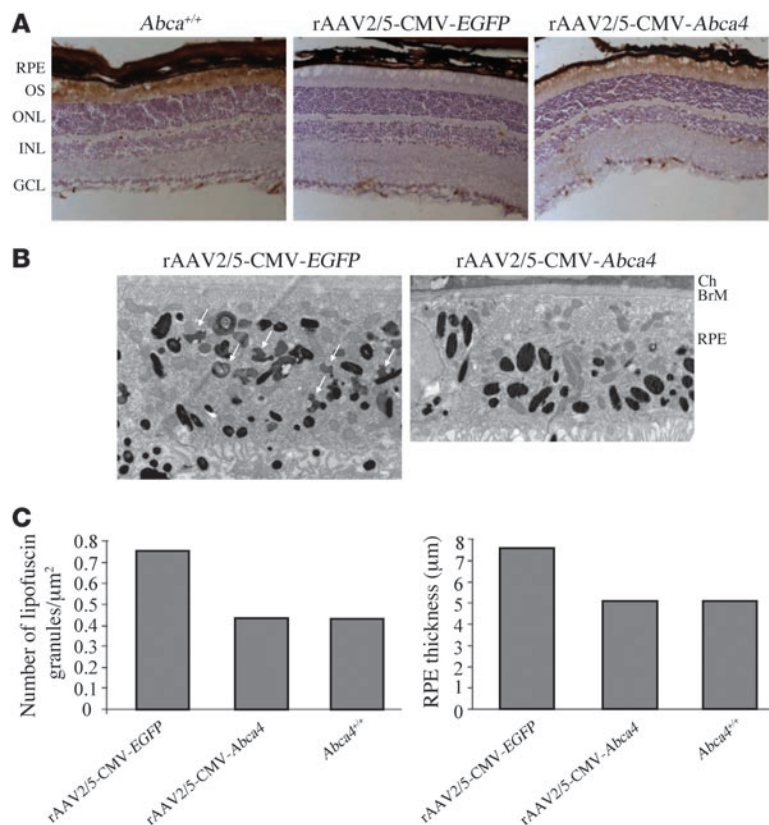 A
Abca+/+
rAAV2/5-CMV-EGFP
rAAV2/5-CMV-Abca4
RPE
OS
ONL
INL
GCL
B
rAAV2/5-CMV-EGFP
rAAV2/5-CMV-Abca4
Ch
BrM
RPE
C
Number of lipofuscin
granules/μm²
0.8
0.7
0.6
0.5
0.4
0.3
0.2
0.1
0
rAAV2/5-CMV-EGFP
rAAV2/5-CMV-Abca4
Abca4+/+
RPE thickness (μm)
8
7
6
5
4
3
2
1
0
rAAV2/5-CMV-EGFP
rAAV2/5-CMV-Abca4
Abca4+/+